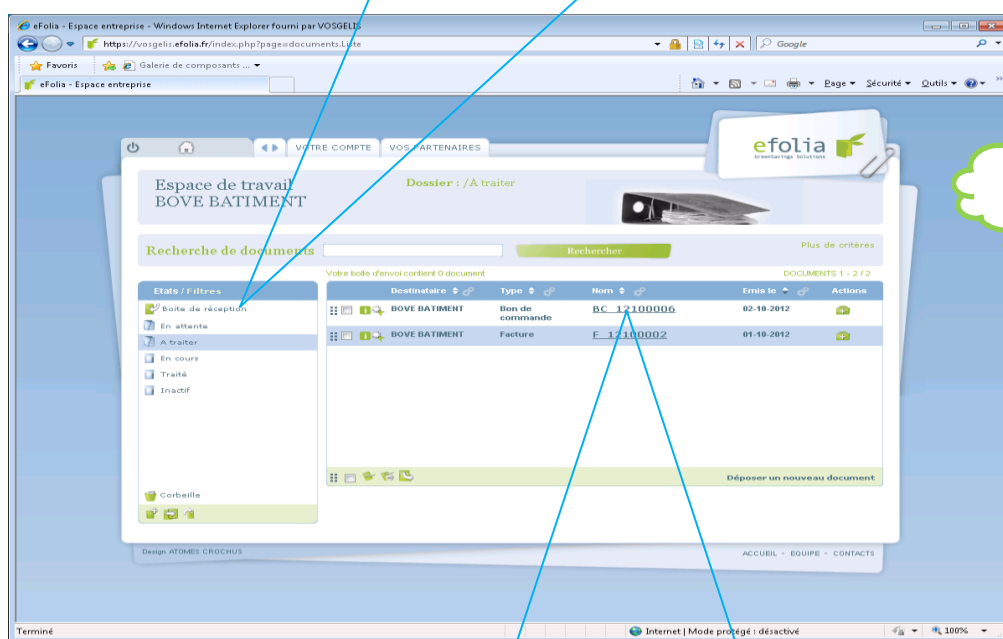 eFolia - Espace entreprise - Windows Internet Explorer fourni par VOSGELIS
https://vosgelis.efolia.fr/index.php?page=documents.Liste
Google
Favoris Galerie de composants ...
eFolia - Espace entreprise
Page Sécurité Outils
VOTRE COMPTE VOS PARTENAIRES
efolia
Greenbarings Solutions
Espace de travail
BOVE BATIMENT
Dossier : /A traiter
Recherche de documents
Rechercher
Plus de critères
Votre boite d'envoi contient 0 document
DOCUMENTS 1 - 2 / 2
Etats / Filtres
Destinataire Type Nom Emis le Actions
Boite de réception
En attente
A traiter
En cours
Traité
Inactif
BOVE BATIMENT Bon de commande BC_12100006 02-10-2012
BOVE BATIMENT Facture F_12100002 01-10-2012
Corbeille
Déposer un nouveau document
Design ATOMES CROCHUS
ACCUEIL - EQUIPE - CONTACTS
Terminé
Internet | Mode protégé : désactivé
100%